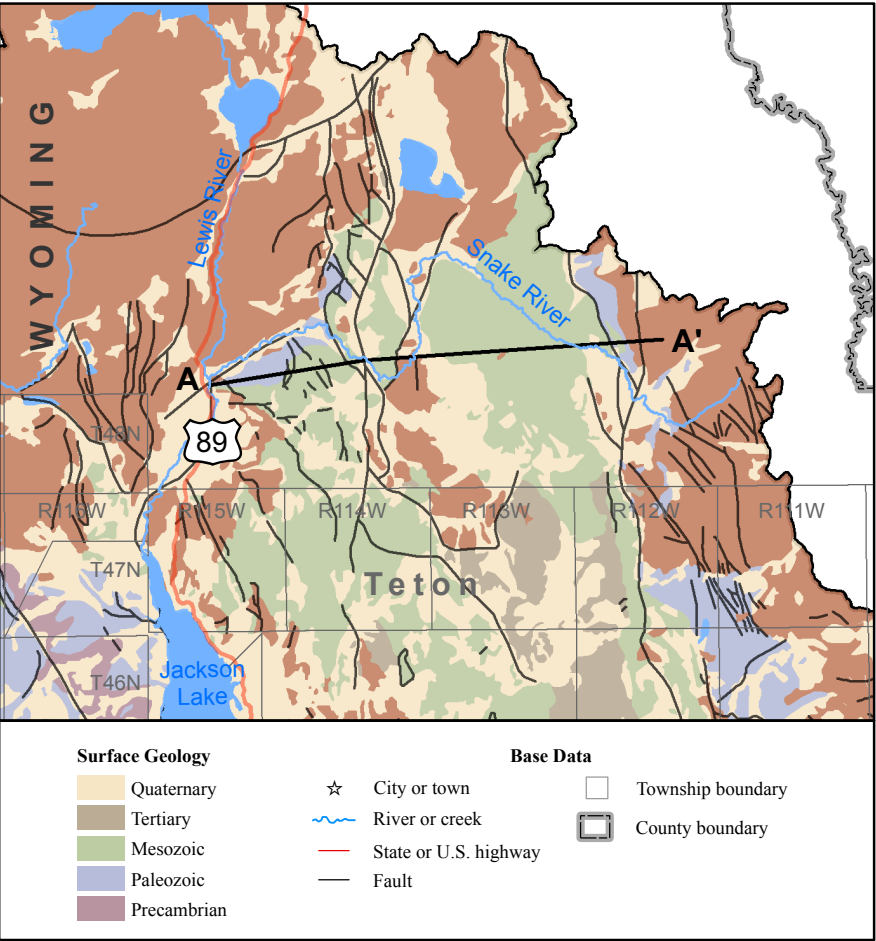 WYOMING
Lewis River
Snake River
A
A'
89
T48N
R116W
R115W
R114W
R113W
R112W
R111W
T47N
Teton
T46N
Jackson
Lake
Surface Geology
Quaternary
Tertiary
Mesozoic
Paleozoic
Precambrian
Base Data
City or town
River or creek
State or U.S. highway
Fault
Township boundary
County boundary